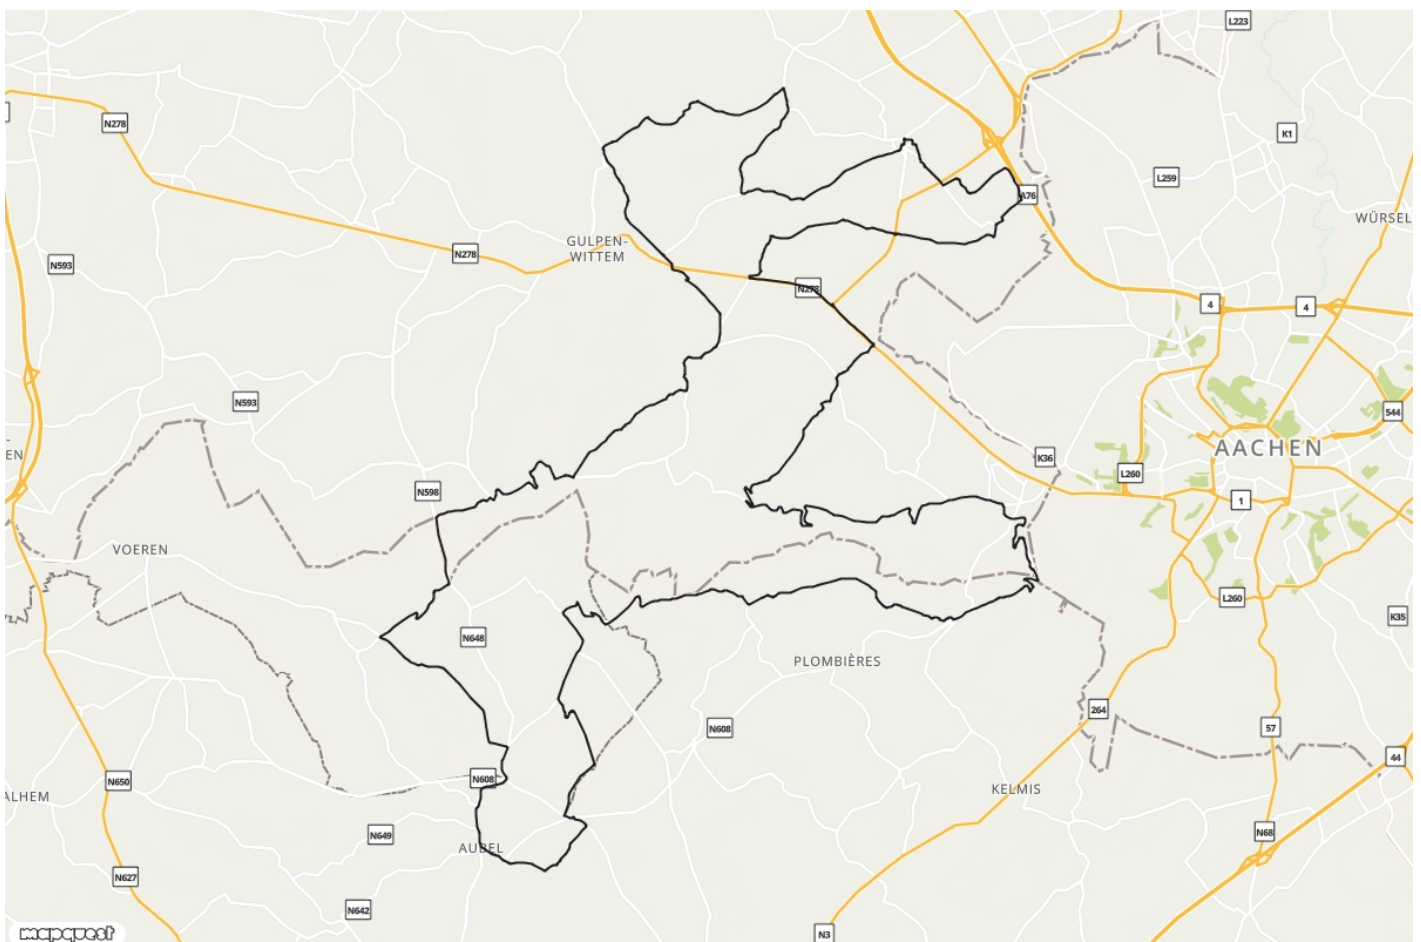 L223
N278
K1
L259
A76
WÜRSEL
GULPEN-
WITTEM
N278
N593
N278
4
4
N593
544
EN
AACHEN
K36
L260
N598
1
VOEREN
L260
K35
N648
PLOMBIÈRES
264
N608
57
44
N608
N650
KELMIS
ALHEM
N649
N68
AUBEL
N627
N642
N3
mapquest